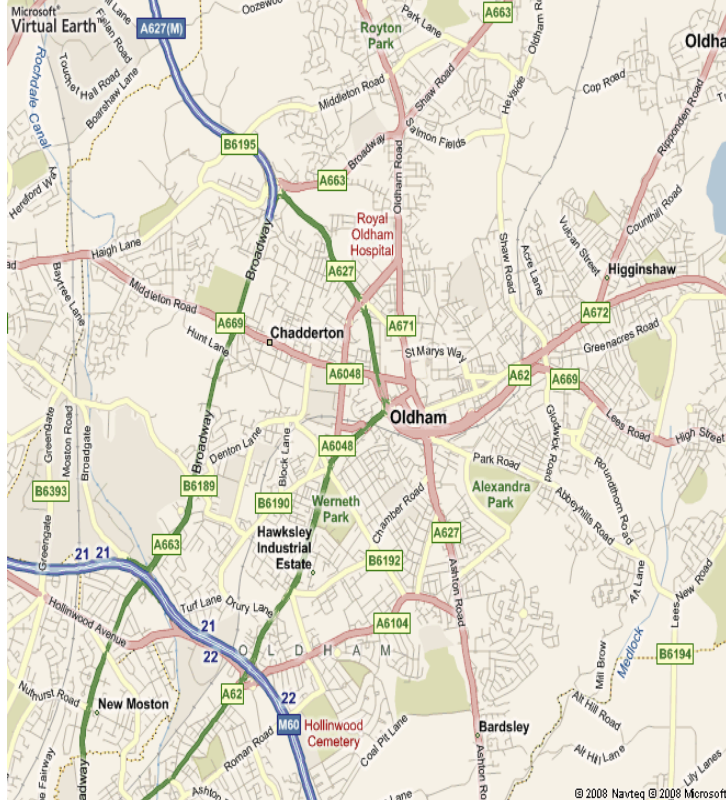 Microsoft®
Virtual Earth
A627(M)
A663
Park Lane
Royton
Park
Rochdale Canal
Touchet Hall Road
Boarshaw Lane
Middleton Road
Shaw Road
Heyside
Cop Road
Ripponden Road
B6195
Broadway
Salmon Fields
Oldham Road
A663
Hereford Way
Royal
Oldham
Hospital
Haigh Lane
Broadway
Shaw Road
Acre Lane
Vulcan Street
Counthill Road
Higginshaw
A627
Baytree Lane
Middleton Road
A669
Hunt Lane
Chadderton
A671
A672
Greenacres Road
St Marys Way
A6048
A62
A669
Greengate
Moston Road
Broadgate
Broadway
Denton Lane
Block Lane
Oldham
A6048
Glodwick Road
Lees Road
High Street
Park Road
B6393
B6189
B6190
Werneth
Park
Chamber Road
Alexandra
Park
Abbeyhills Road
Roundthorn Road
Greengate
A663
Hawksley
Industrial
Estate
A627
B6192
21
21
Ashton Road
Alt Lane
Lees New Road
Hollinwood Avenue
Turf Lane
Drury Lane
21
22
A6104
OLDHAM
Medlock
Mill Brow
B6194
Nuthurst Road
New Moston
A62
22
M60
Hollinwood
Cemetery
Roman Road
Coal Pit Lane
Bardsley
Ashton Road
Alt Hill Road
Alt Hill Lane
Lily Lanes
© 2008 Navteq © 2008 Microsoft